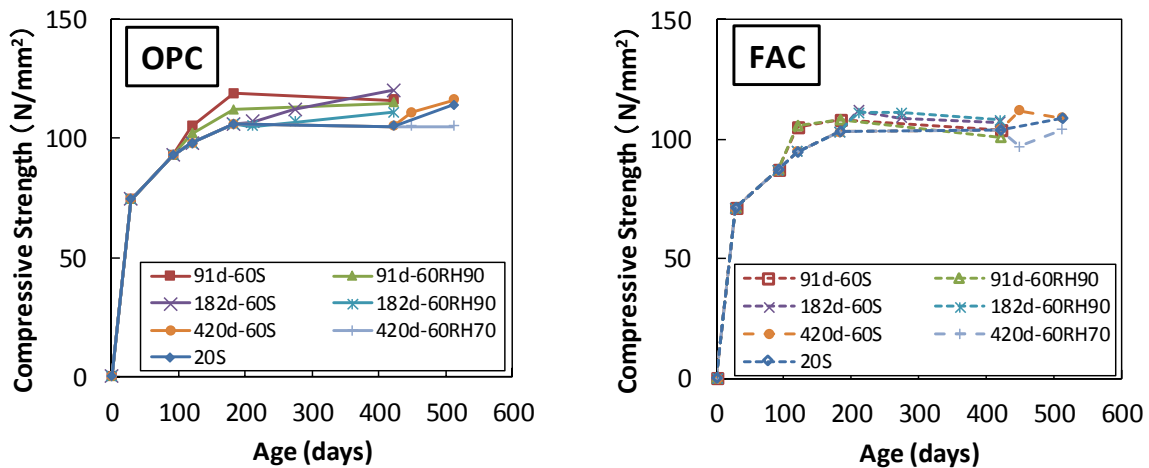 150
OPC
100
50
0
Compressive Strength ( N/mm²)
91d-60S
91d-60RH90
182d-60S
182d-60RH90
420d-60S
420d-60RH70
20S
0 100 200 300 400 500 600
Age (days)
150
FAC
100
50
0
Compressive Strength ( N/mm²)
91d-60S
91d-60RH90
182d-60S
182d-60RH90
420d-60S
420d-60RH70
20S
0 100 200 300 400 500 600
Age (days)